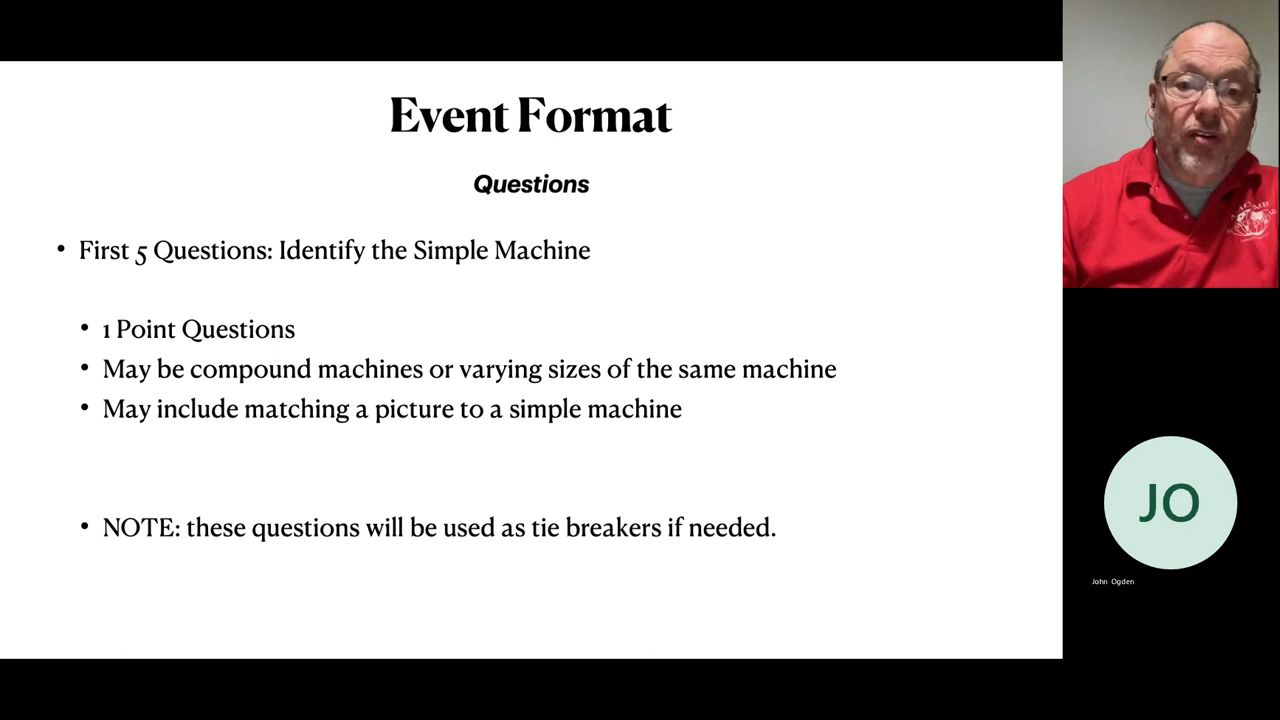 Event Format
Questions
• First 5 Questions: Identify the Simple Machine
• 1 Point Questions
• May be compound machines or varying sizes of the same machine
• May include matching a picture to a simple machine
• NOTE: these questions will be used as tie breakers if needed.
JO
John Ogden